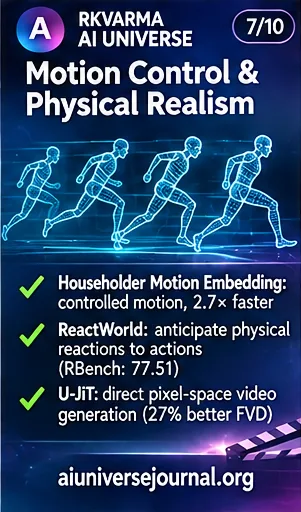 A
RKVARMA
AI UNIVERSE
7/10
Motion Control &
Physical Realism
Householder Motion Embedding:
controlled motion, 2.7× faster
ReactWorld: anticipate physical
reactions to actions
(RBench: 77.51)
U-JiT: direct pixel-space video
generation (27% better FVD)
aiuniversejournal.org